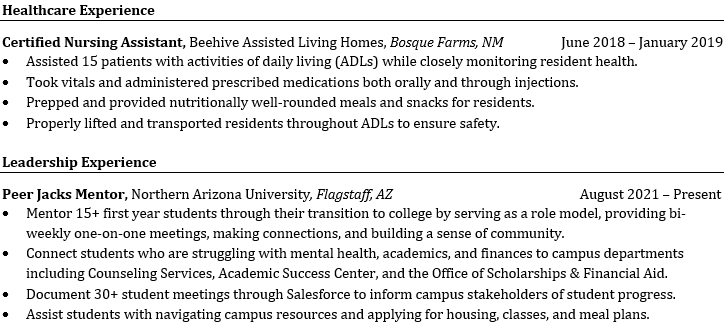 Healthcare Experience
Certified Nursing Assistant, Beehive Assisted Living Homes, Bosque Farms, NM June 2018 – January 2019
• Assisted 15 patients with activities of daily living (ADLs) while closely monitoring resident health.
• Took vitals and administered prescribed medications both orally and through injections.
• Prepped and provided nutritionally well-rounded meals and snacks for residents.
• Properly lifted and transported residents throughout ADLs to ensure safety.
Leadership Experience
Peer Jacks Mentor, Northern Arizona University, Flagstaff, AZ August 2021 – Present
• Mentor 15+ first year students through their transition to college by serving as a role model, providing bi-
weekly one-on-one meetings, making connections, and building a sense of community.
• Connect students who are struggling with mental health, academics, and finances to campus departments
including Counseling Services, Academic Success Center, and the Office of Scholarships & Financial Aid.
• Document 30+ student meetings through Salesforce to inform campus stakeholders of student progress.
• Assist students with navigating campus resources and applying for housing, classes, and meal plans.